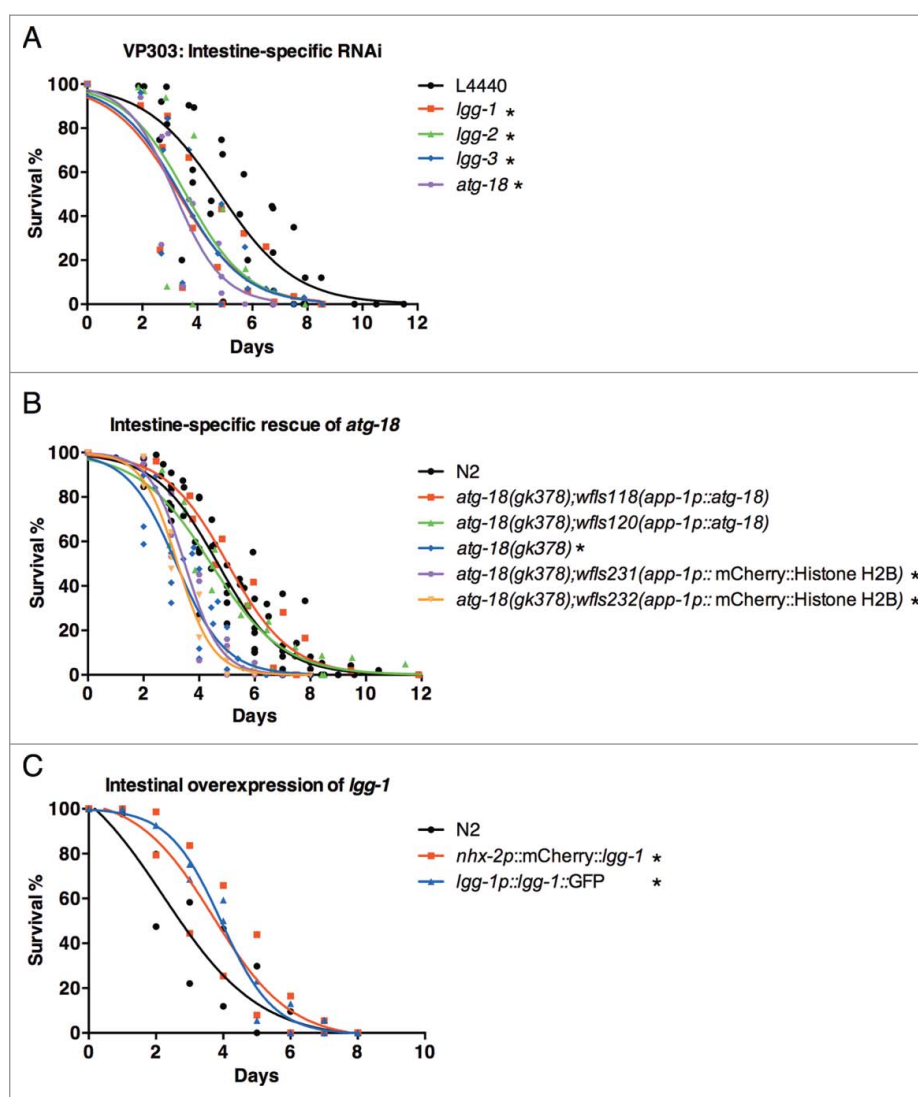 A
VP303: Intestine-specific RNAi
100
80
60
40
20
0
Survival %
0 2 4 6 8 10 12
Days
L4440
lgg-1 *
lgg-2 *
lgg-3 *
atg-18 *
B
Intestine-specific rescue of atg-18
100
80
60
40
20
0
Survival %
0 2 4 6 8 10 12
Days
N2
atg-18(gk378);wfIs118(app-1p::atg-18)
atg-18(gk378);wfIs120(app-1p::atg-18)
atg-18(gk378) *
atg-18(gk378);wfIs231(app-1p:: mCherry::Histone H2B) *
atg-18(gk378);wfIs232(app-1p:: mCherry::Histone H2B) *
C
Intestinal overexpression of lgg-1
100
80
60
40
20
0
Survival %
0 2 4 6 8 10
Days
N2
nhx-2p::mCherry::lgg-1 *
lgg-1p::lgg-1::GFP *